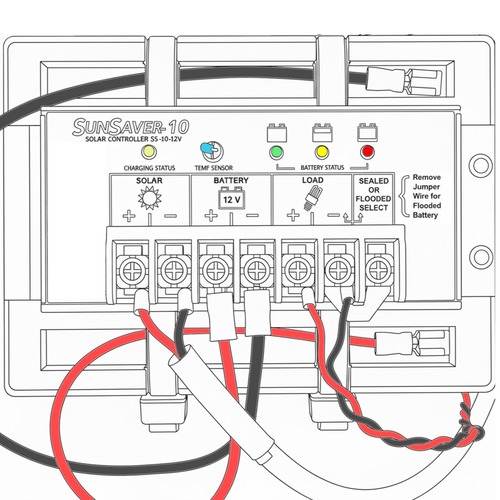 SUNSAVER-10
SOLAR CONTROLLER SS-10-12V
CHARGING STATUS
TEMP SENSOR
BATTERY STATUS
SOLAR
BATTERY
LOAD
SEALED
OR
FLOODED
SELECT
Remove
Jumper
Wire for
Flooded
Battery
12 V
+ − + − + −